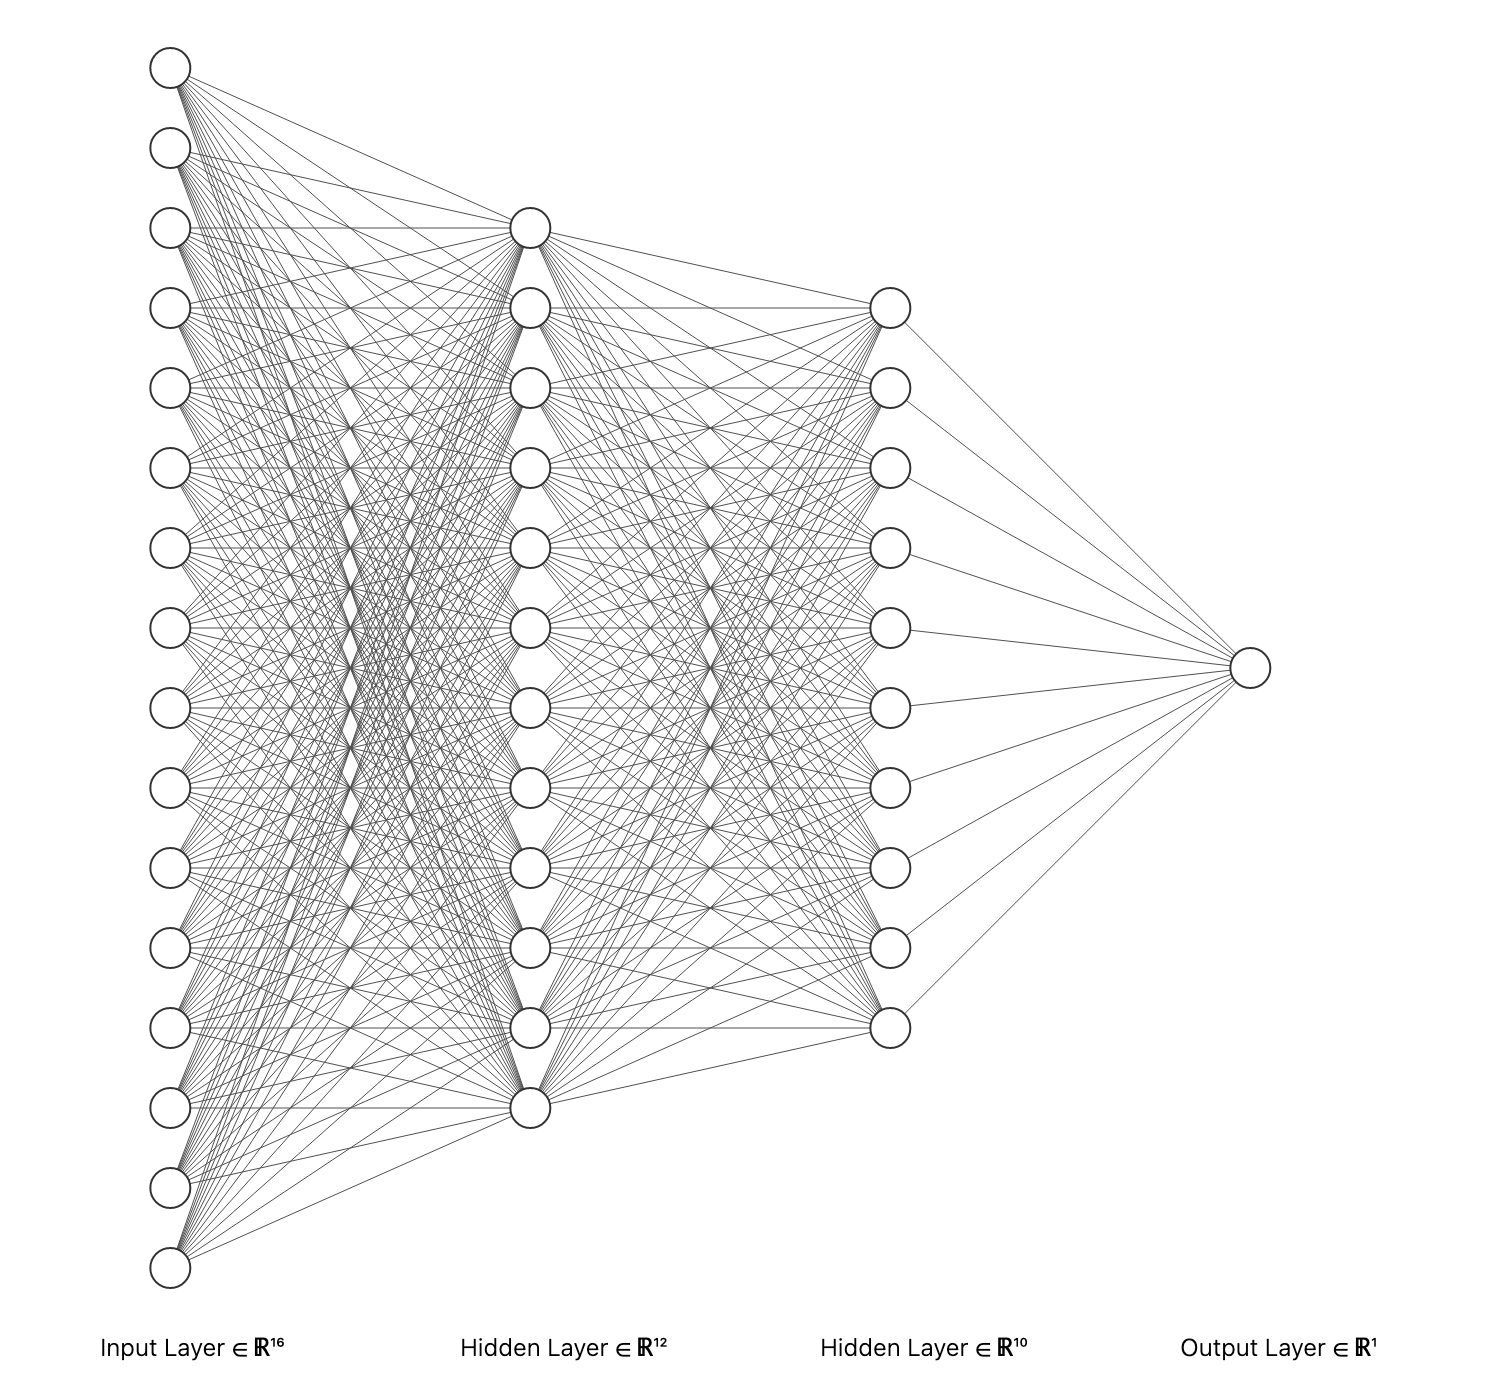 Input Layer ∈ ℝ¹⁶
Hidden Layer ∈ ℝ¹²
Hidden Layer ∈ ℝ¹⁰
Output Layer ∈ ℝ¹